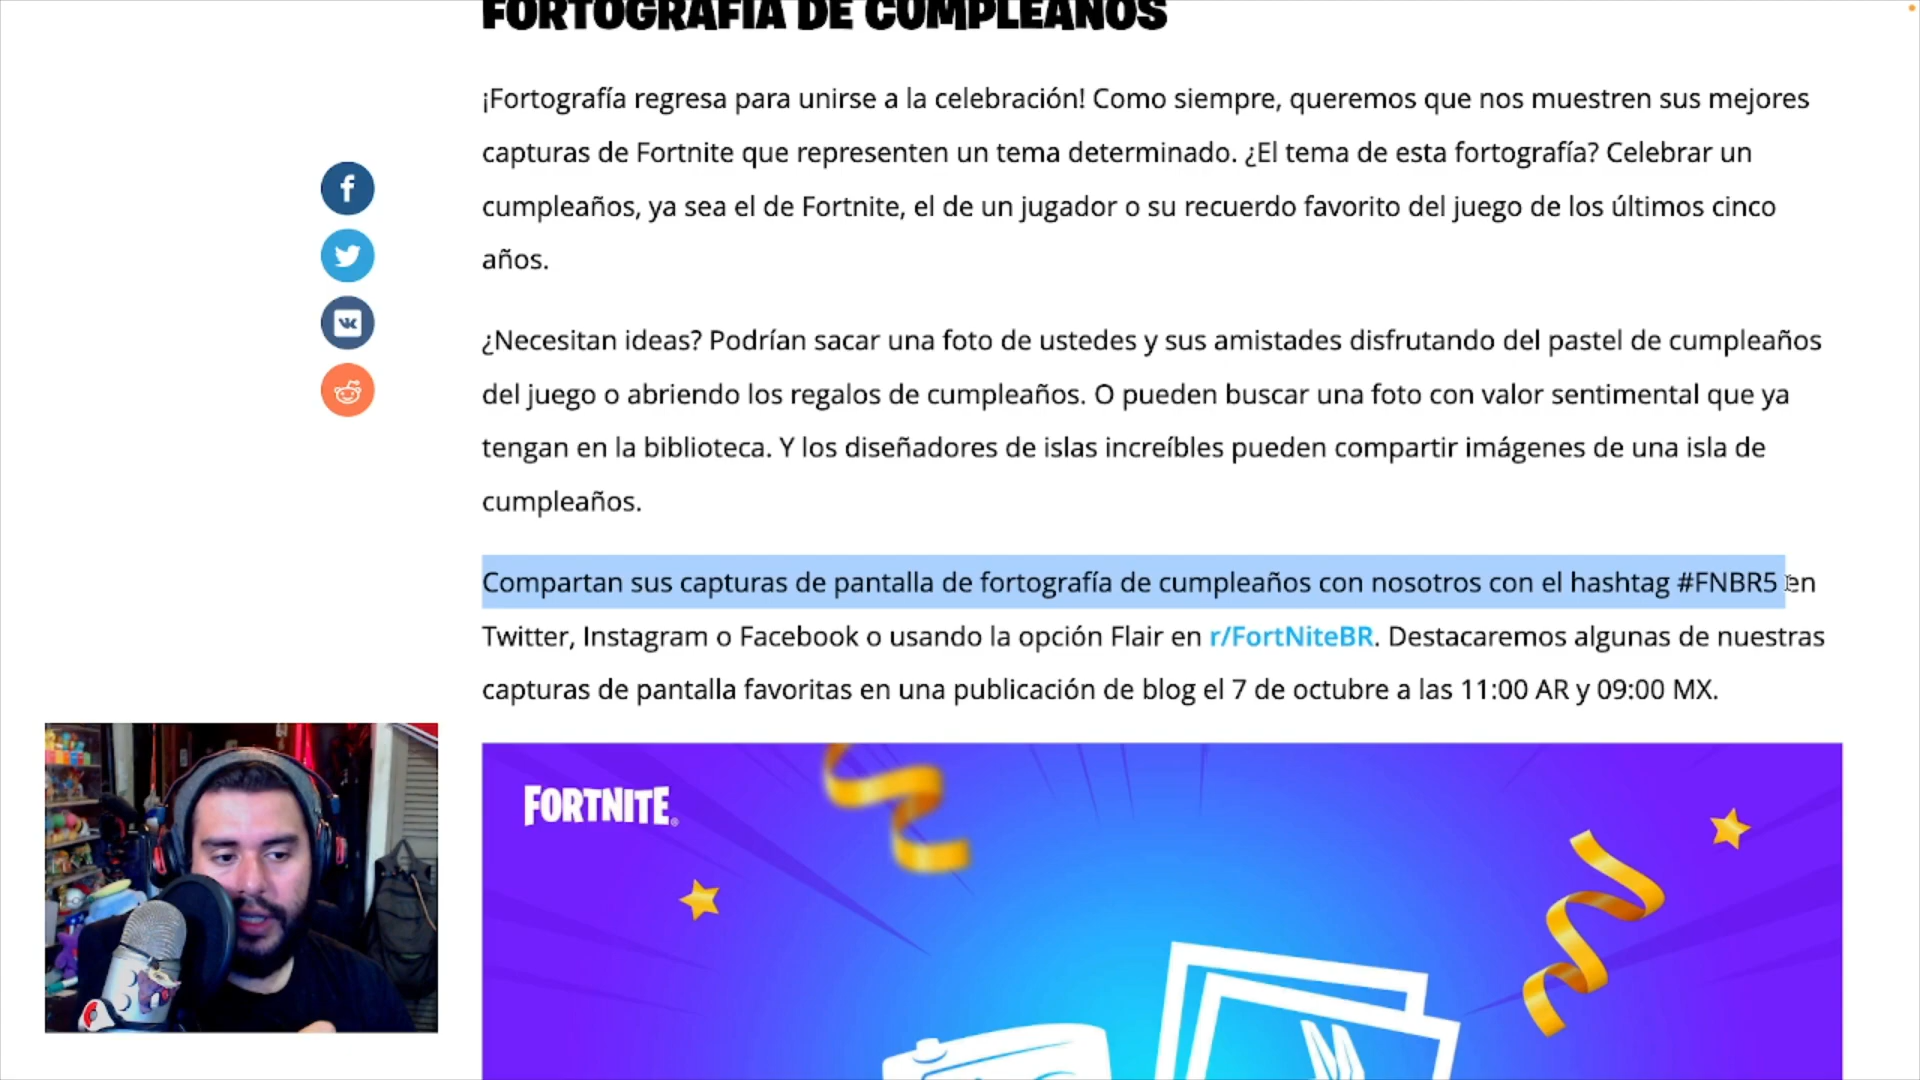 FORTOGRAFÍA DE CUMPLEAÑOS
¡Fortografía regresa para unirse a la celebración! Como siempre, queremos que nos muestren sus mejores
capturas de Fortnite que representen un tema determinado. ¿El tema de esta fortografía? Celebrar un
cumpleaños, ya sea el de Fortnite, el de un jugador o su recuerdo favorito del juego de los últimos cinco
años.
¿Necesitan ideas? Podrían sacar una foto de ustedes y sus amistades disfrutando del pastel de cumpleaños
del juego o abriendo los regalos de cumpleaños. O pueden buscar una foto con valor sentimental que ya
tengan en la biblioteca. Y los diseñadores de islas increíbles pueden compartir imágenes de una isla de
cumpleaños.
Compartan sus capturas de pantalla de fortografía de cumpleaños con nosotros con el hashtag #FNBR5 en
Twitter, Instagram o Facebook o usando la opción Flair en r/FortNiteBR. Destacaremos algunas de nuestras
capturas de pantalla favoritas en una publicación de blog el 7 de octubre a las 11:00 AR y 09:00 MX.
FORTNITE